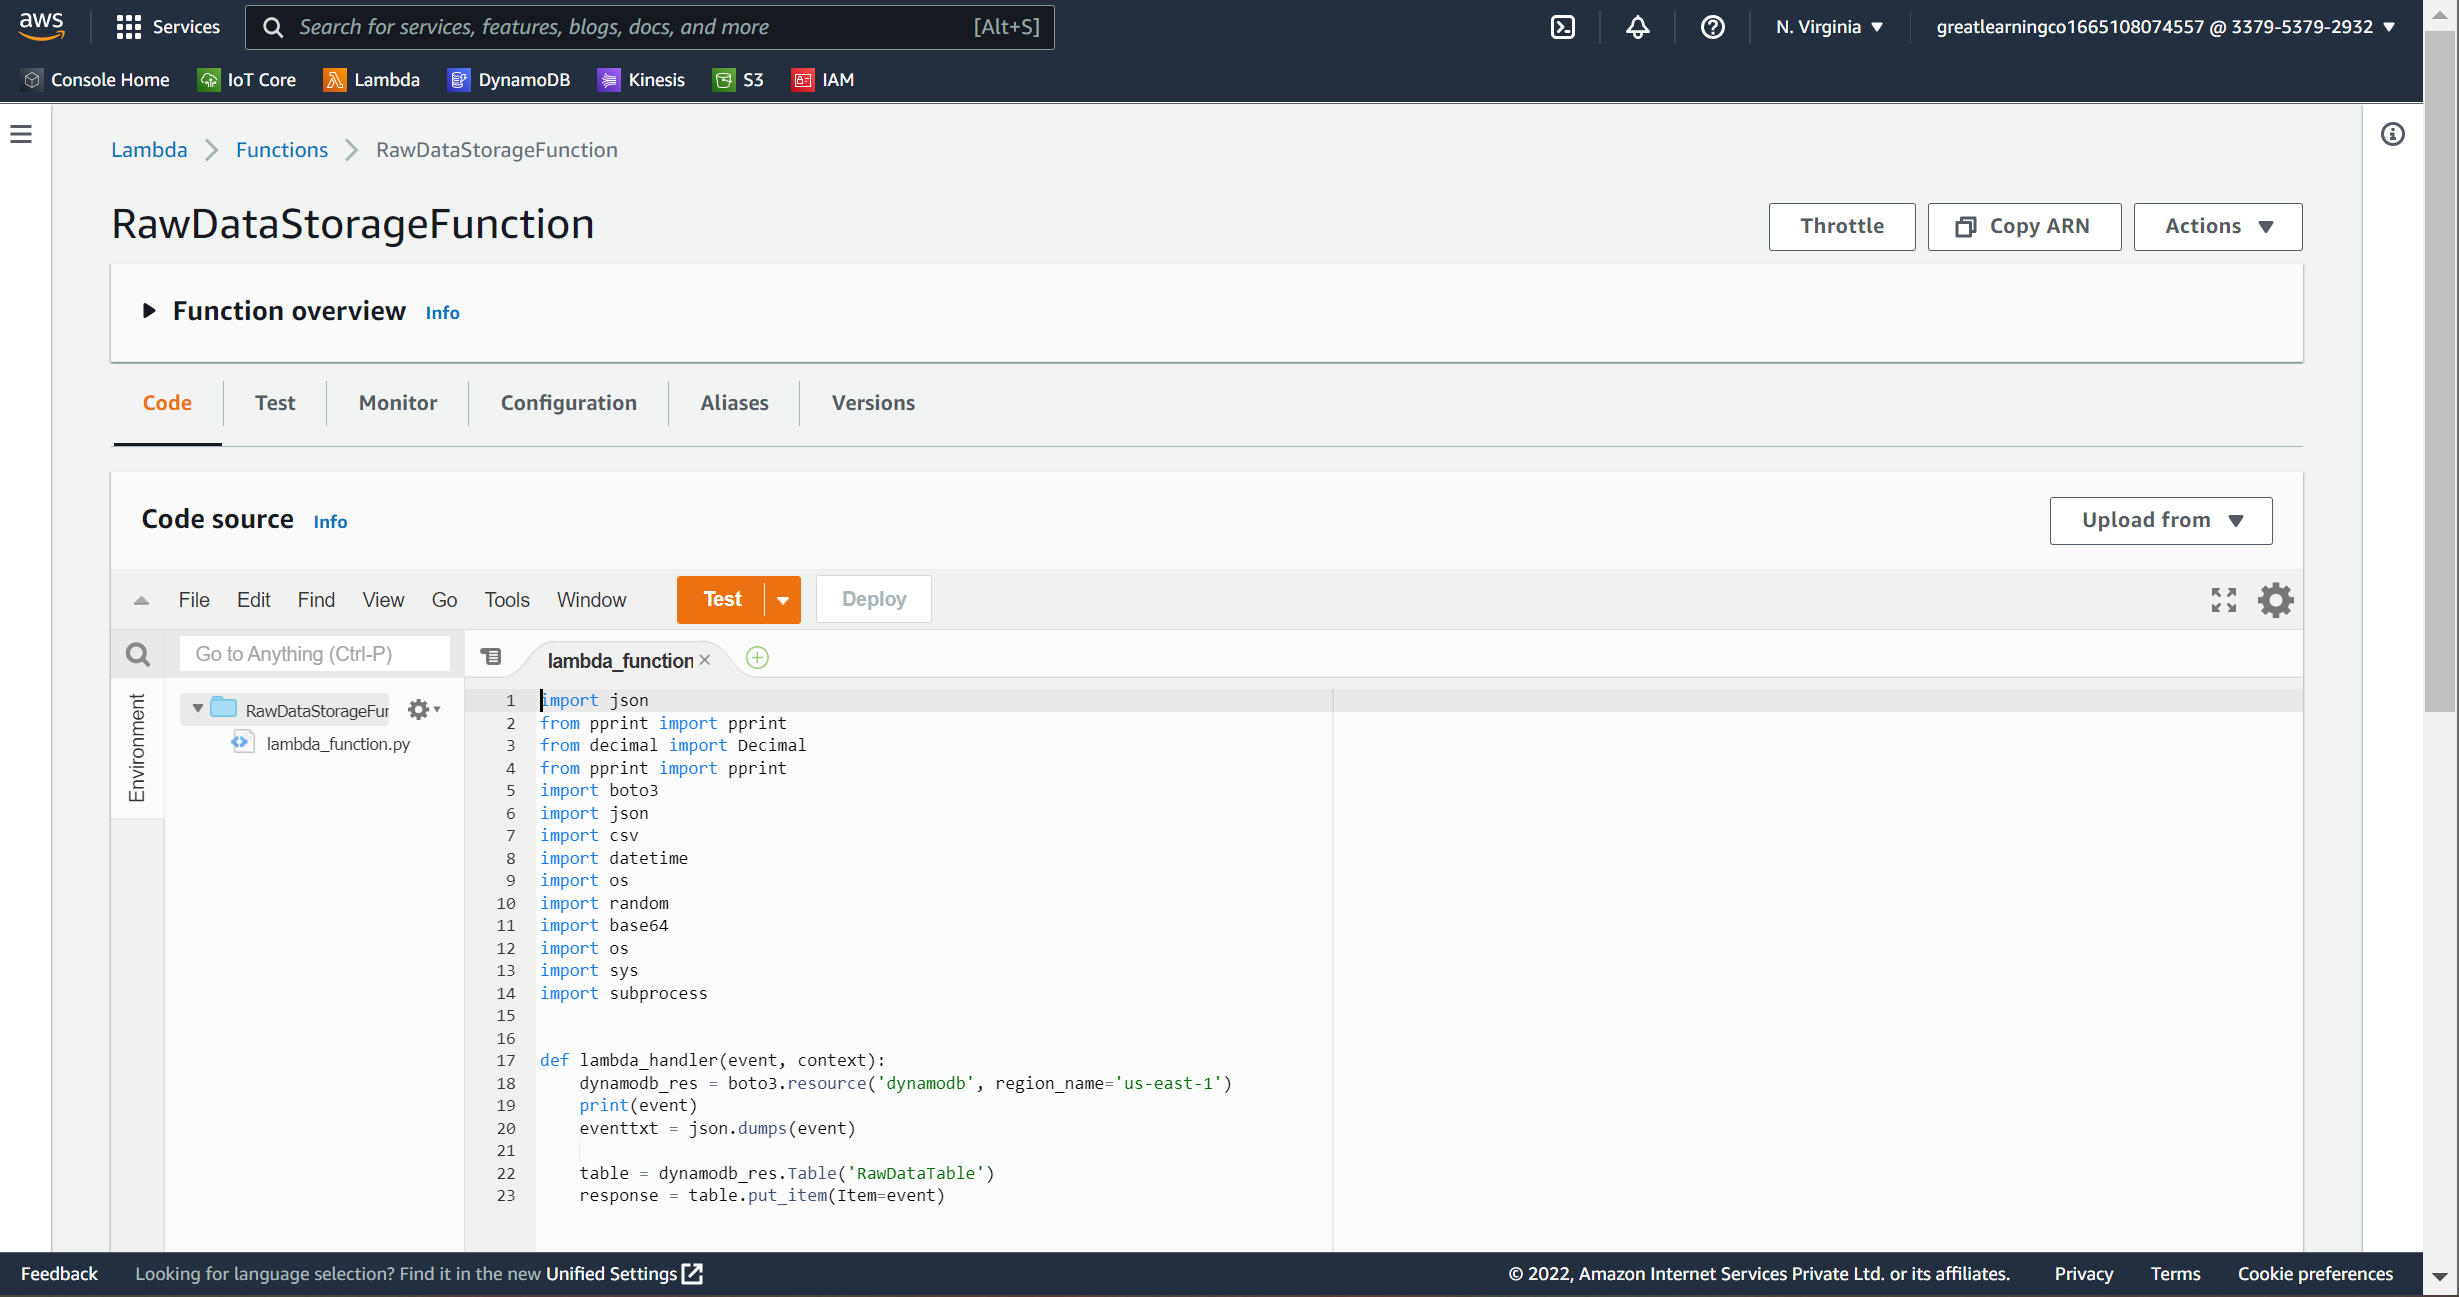 aws Services Search for services, features, blogs, docs, and more [Alt+S] N. Virginia greatlearningco1665108074557 @ 3379-5379-2932
Console Home IoT Core Lambda DynamoDB Kinesis S3 IAM
Lambda Functions RawDataStorageFunction
RawDataStorageFunction Throttle Copy ARN Actions
Function overview Info
Code Test Monitor Configuration Aliases Versions
Code source Info Upload from
File Edit Find View Go Tools Window Test Deploy
Go to Anything (Ctrl-P) lambda_function
Environment
RawDataStorageFur
lambda_function.py
1 import json
2 from pprint import pprint
3 from decimal import Decimal
4 from pprint import pprint
5 import boto3
6 import json
7 import csv
8 import datetime
9 import os
10 import random
11 import base64
12 import os
13 import sys
14 import subprocess
15
16
17 def lambda_handler(event, context):
18     dynamodb_res = boto3.resource('dynamodb', region_name='us-east-1')
19     print(event)
20     eventtxt = json.dumps(event)
21
22     table = dynamodb_res.Table('RawDataTable')
23     response = table.put_item(Item=event)
Feedback Looking for language selection? Find it in the new Unified Settings © 2022, Amazon Internet Services Private Ltd. or its affiliates. Privacy Terms Cookie preferences